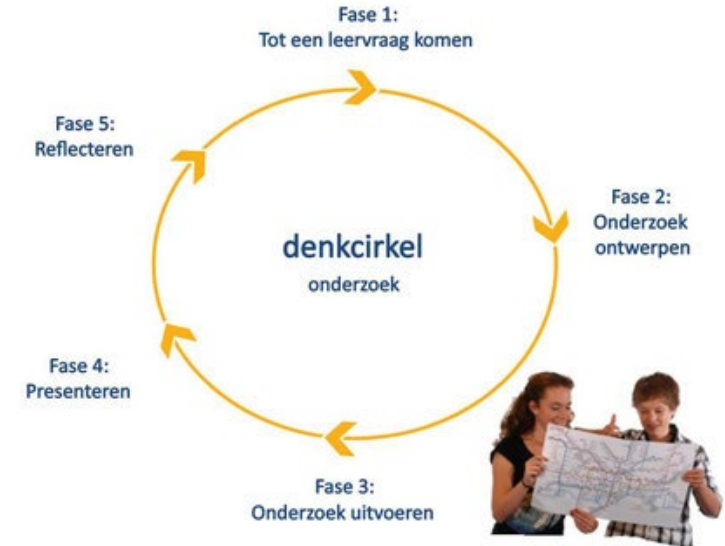 Fase 1:
Tot een leervraag komen
Fase 2:
Onderzoek
ontwerpen
Fase 3:
Onderzoek uitvoeren
Fase 4:
Presenteren
Fase 5:
Reflecteren
denkcirkel
onderzoek